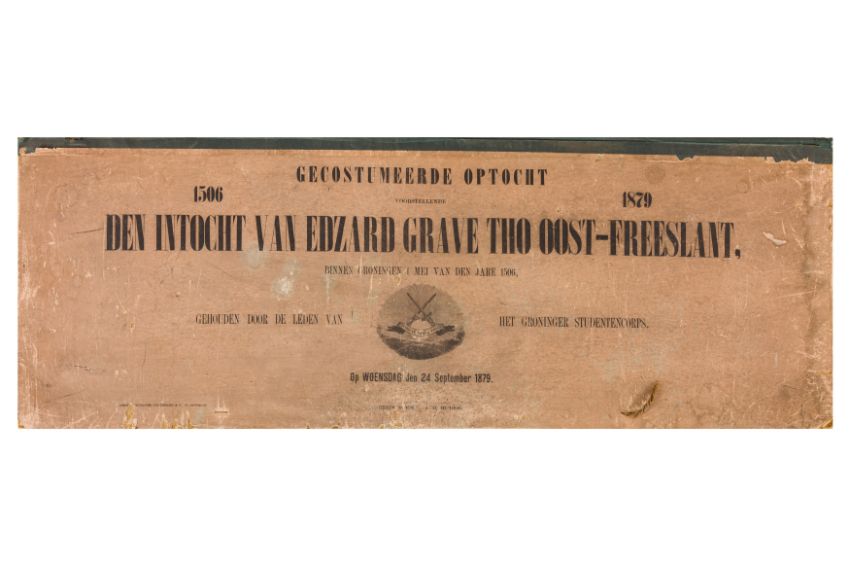 GECOSTUMEERDE OPTOCHT
1506 VOORSTELLENDE 1879
DEN INTOCHT VAN EDZARD GRAVE THO OOST-FREESLANT,
BINNEN GRONINGEN 1 MEI VAN DEN JARE 1506,
GEHOUDEN DOOR DE LEDEN VAN HET GRONINGER STUDENTENCORPS.
Op WOENSDAG den 24 September 1879.